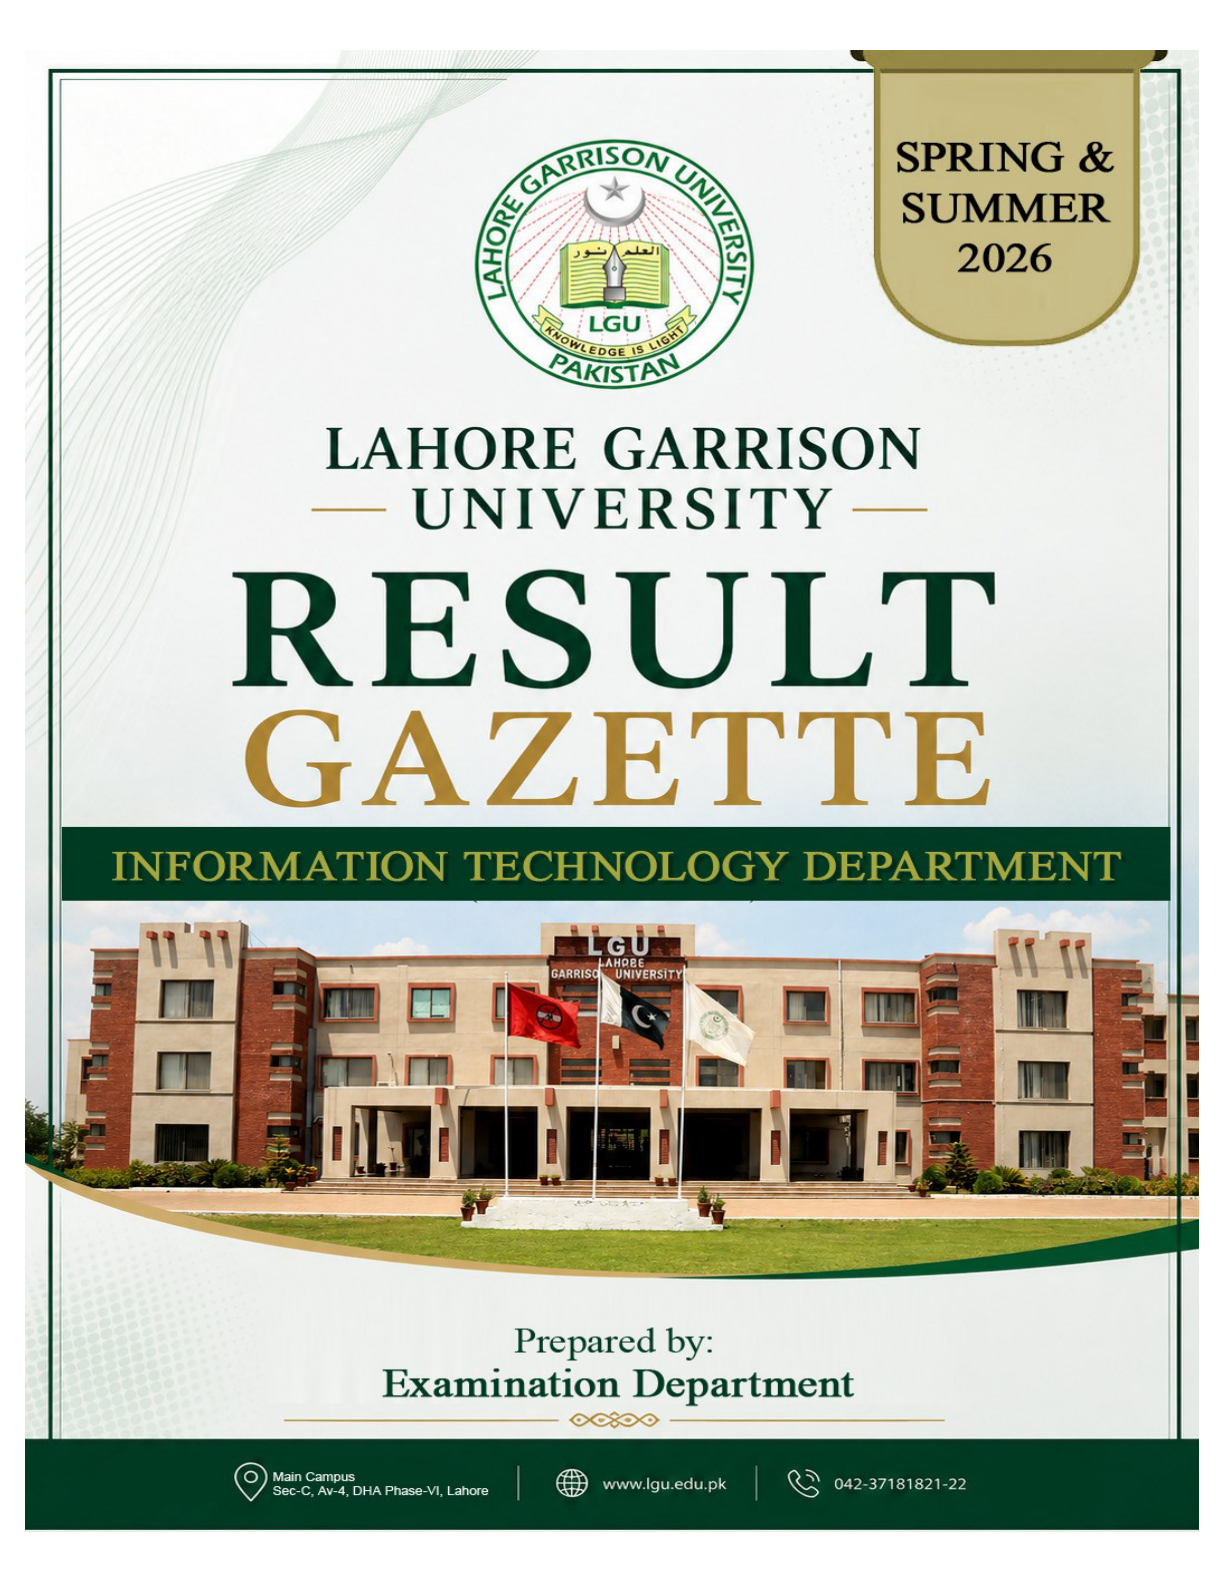 SPRING &
SUMMER
2026
LAHORE GARRISON UNIVERSITY
العلم نور
LGU
KNOWLEDGE IS LIGHT
PAKISTAN
LAHORE GARRISON
UNIVERSITY
RESULT
GAZETTE
INFORMATION TECHNOLOGY DEPARTMENT
LGU
LAHORE
GARRISON UNIVERSITY
Prepared by:
Examination Department
Main Campus
Sec-C, Av-4, DHA Phase-VI, Lahore
www.lgu.edu.pk
042-37181821-22